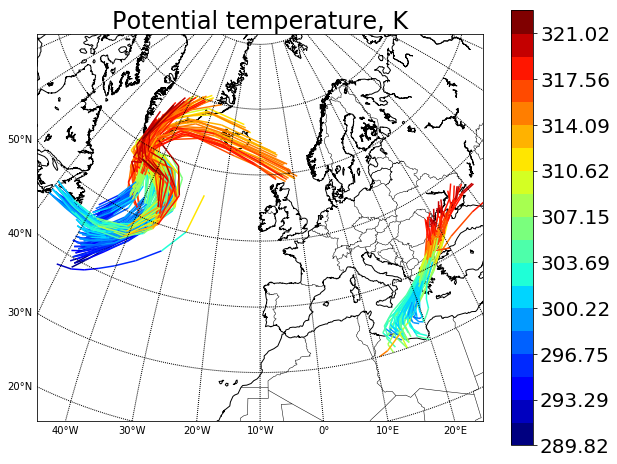 Potential temperature, K
50°N
40°N
30°N
20°N
40°W
30°W
20°W
10°W
0°
10°E
20°E
321.02
317.56
314.09
310.62
307.15
303.69
300.22
296.75
293.29
289.82